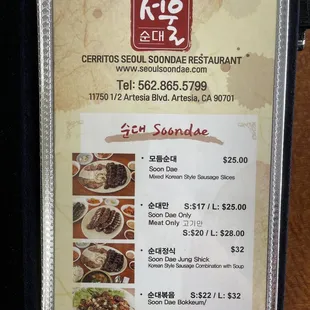 서울
순대
CERRITOS SEOUL SOONDAE RESTAURANT
www.seoulsoondae.com
Tel: 562.865.5799
11750 1/2 Artesia Blvd. Artesia, CA 90701
순대 Soondae
• 모듬순대 $25.00
Soon Dae
Mixed Korean Style Sausage Slices
• 순대만 S:$17 / L: $25.00
Soon Dae Only
Meat Only 고기만
S:$20 / L: $28.00
• 순대정식 $32
Soon Dae Jung Shick
Korean Style Sausage Combination with Soup
• 순대볶음 S:$22 / L: $32
Soon Dae Bokkeum/